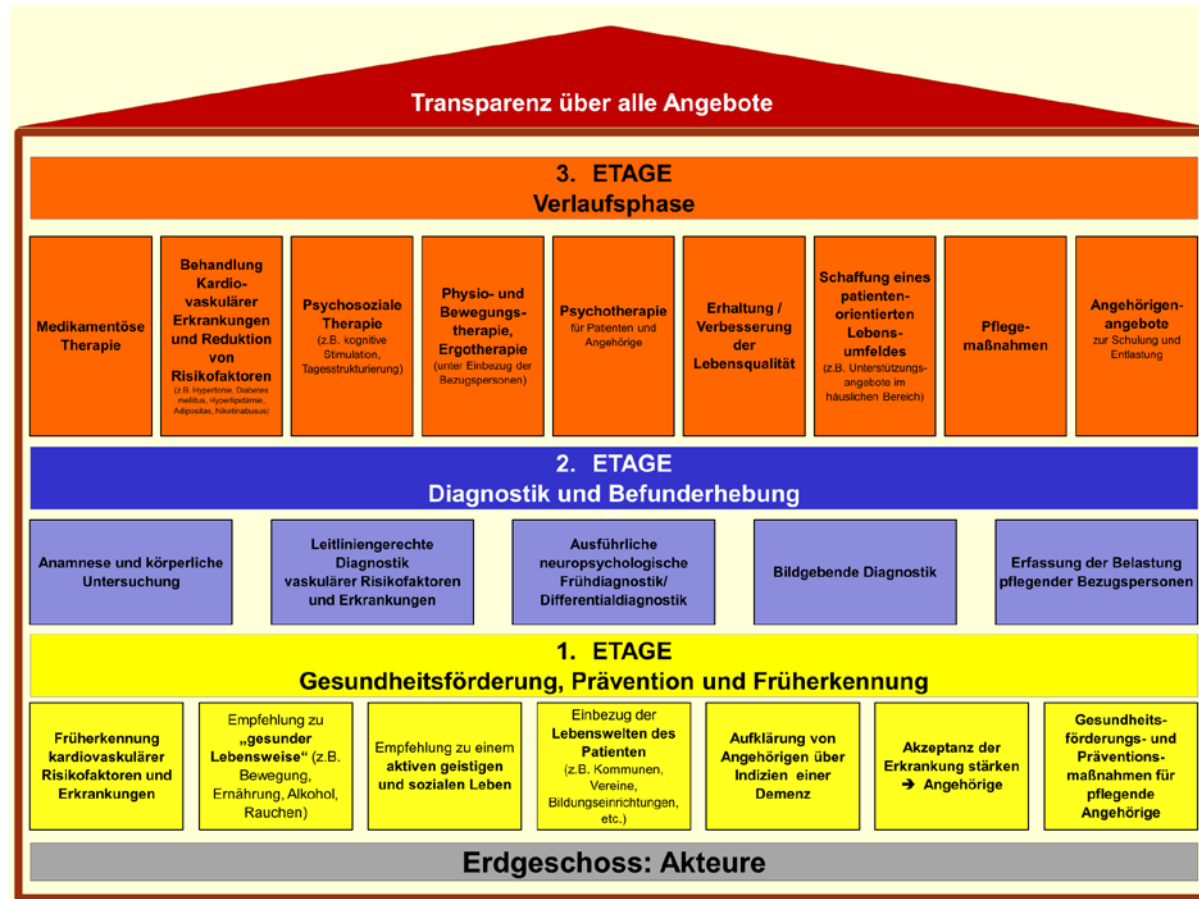 Transparenz über alle Angebote
3. ETAGE
Verlaufsphase
Medikamentöse
Therapie
Behandlung
Kardio-
vaskulärer
Erkrankungen
und Reduktion
von
Risikofaktoren
(z.B. Hypertonie, Diabetes
mellitus, Hyperlipidämie,
Adipositas, Nikotinabusus)
Psychosoziale
Therapie
(z.B. kognitive
Stimulation,
Tagesstrukturierung)
Physio- und
Bewegungs-
therapie,
Ergotherapie
(unter Einbezug der
Bezugspersonen)
Psychotherapie
für Patienten und
Angehörige
Erhaltung /
Verbesserung
der
Lebensqualität
Schaffung eines
patienten-
orientierten
Lebens-
umfeldes
(z.B. Unterstützungs-
angebote im
häuslichen Bereich)
Pflege-
maßnahmen
Angehörigen-
angebote
zur Schulung und
Entlastung
2. ETAGE
Diagnostik und Befunderhebung
Anamnese und körperliche
Untersuchung
Leitliniengerechte
Diagnostik
vaskulärer Risikofaktoren
und Erkrankungen
Ausführliche
neuropsychologische
Frühdiagnostik/
Differentialdiagnostik
Bildgebende Diagnostik
Erfassung der Belastung
pflegender Bezugspersonen
1. ETAGE
Gesundheitsförderung, Prävention und Früherkennung
Früherkennung
kardiovaskulärer
Risikofaktoren und
Erkrankungen
Empfehlung zu
„gesunder
Lebensweise“ (z.B.
Bewegung,
Ernährung, Alkohol,
Rauchen)
Empfehlung zu einem
aktiven geistigen
und sozialen Leben
Einbezug der
Lebenswelten des
Patienten
(z.B. Kommunen,
Vereine,
Bildungseinrichtungen,
etc.)
Aufklärung von
Angehörigen über
Indizien einer
Demenz
Akzeptanz der
Erkrankung stärken
➔ Angehörige
Gesundheits-
förderungs- und
Präventions-
maßnahmen für
pflegende
Angehörige
Erdgeschoss: Akteure